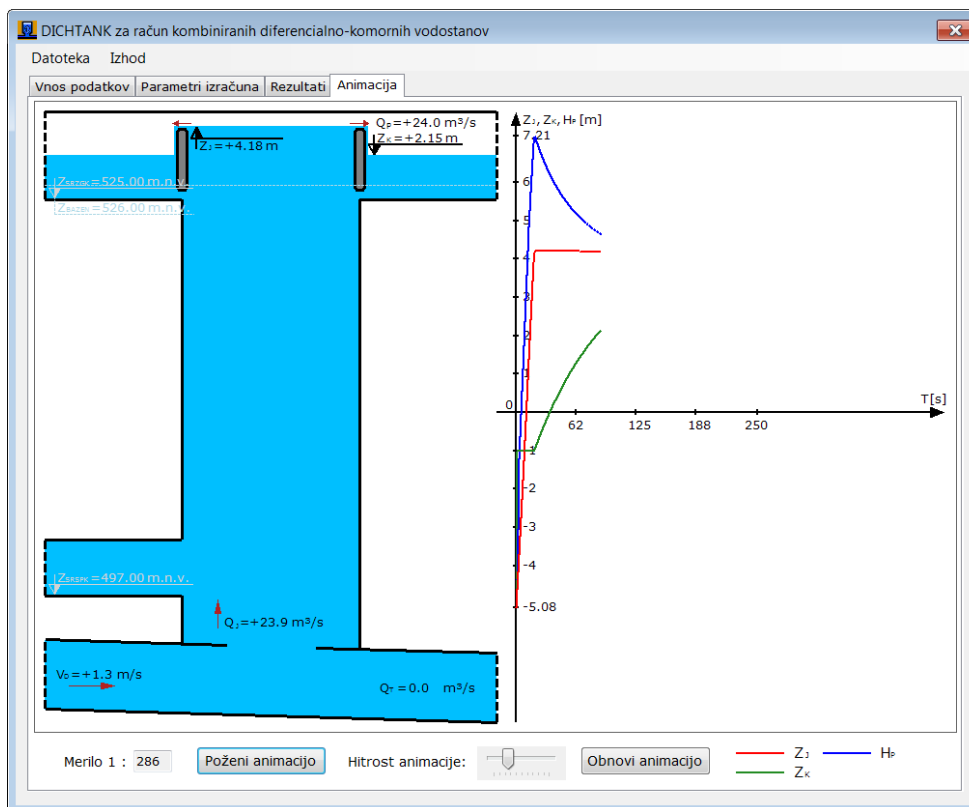 DICHTANK za račun kombiniranih diferencialno-komornih vodostanov
Datoteka Izhod
Vnos podatkov Parametri izračuna Rezultati Animacija
QP=+24.0 m³/s
ZJ=+4.18 m
ZK=+2.15 m
ZSRZGK=525.00 m.n.v.
ZBAZEN=526.00 m.n.v.
ZSRSPK=497.00 m.n.v.
QJ=+23.9 m³/s
VD=+1.3 m/s
QT=0.0 m³/s
ZJ, ZK, HP [m]
7.21
6
5
4
3
2
1
0
T[s]
62 125 188 250
-1
-2
-3
-4
-5.08
Merilo 1 : 286 Poženi animacijo Hitrost animacije: Obnovi animacijo
ZJ HP
ZK